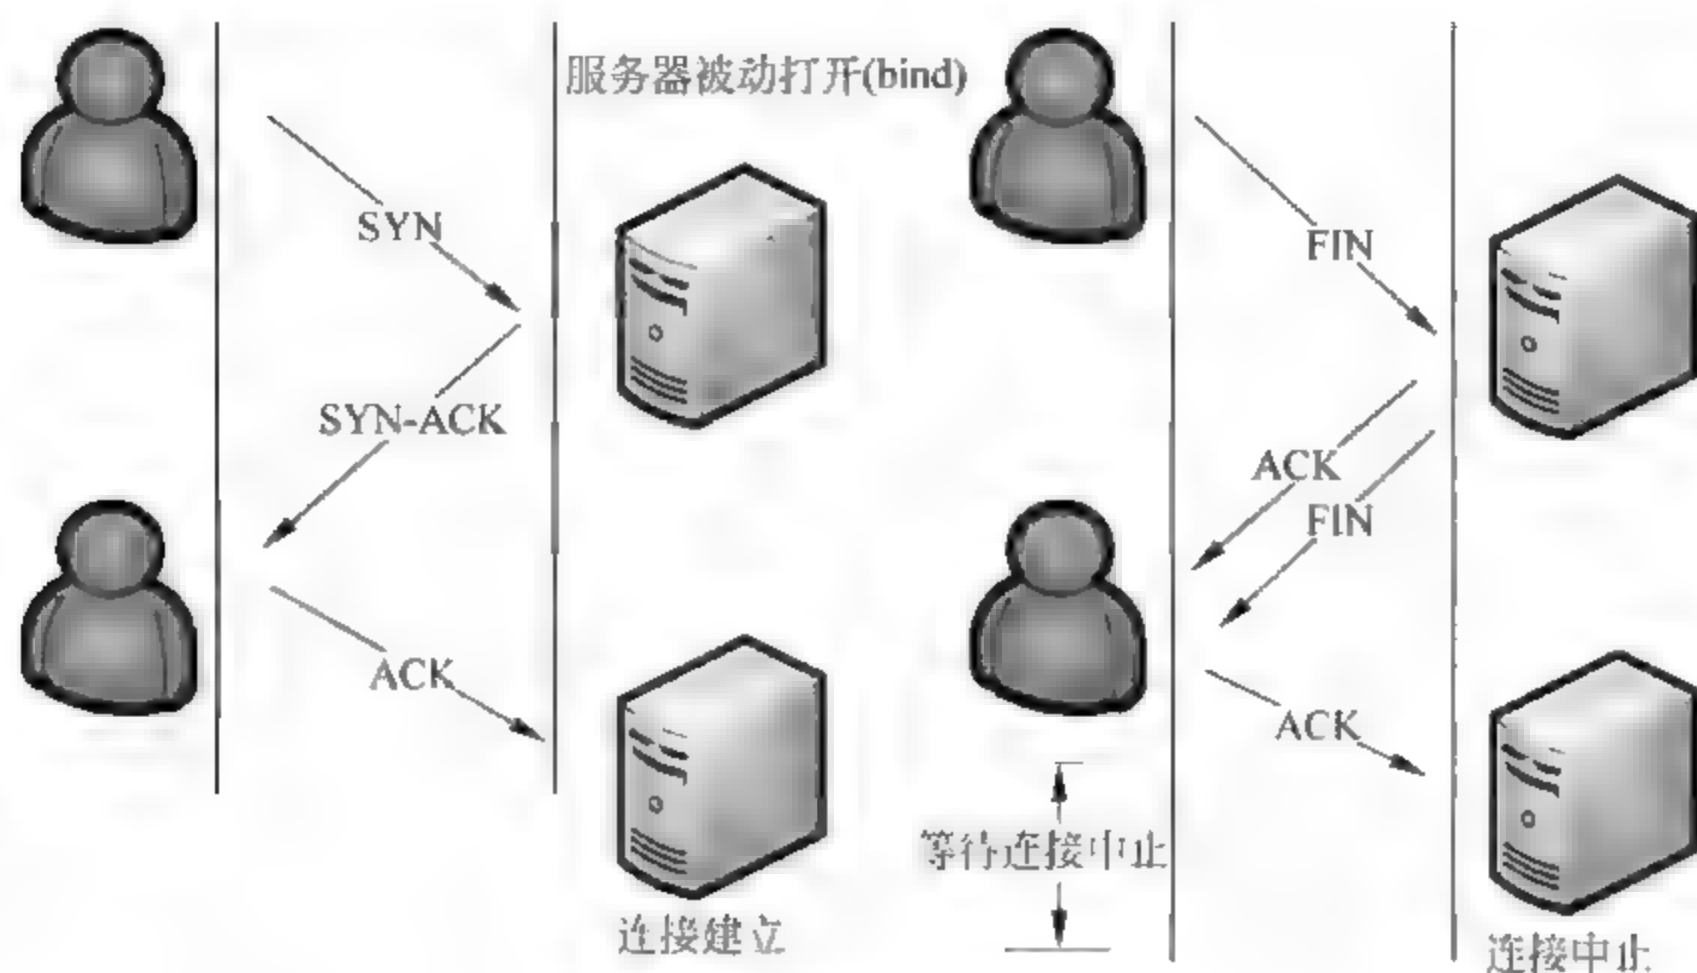 服务器被动打开(bind)
SYN
SYN-ACK
ACK
连接建立
FIN
ACK
FIN
ACK
等待连接中止
连接中止